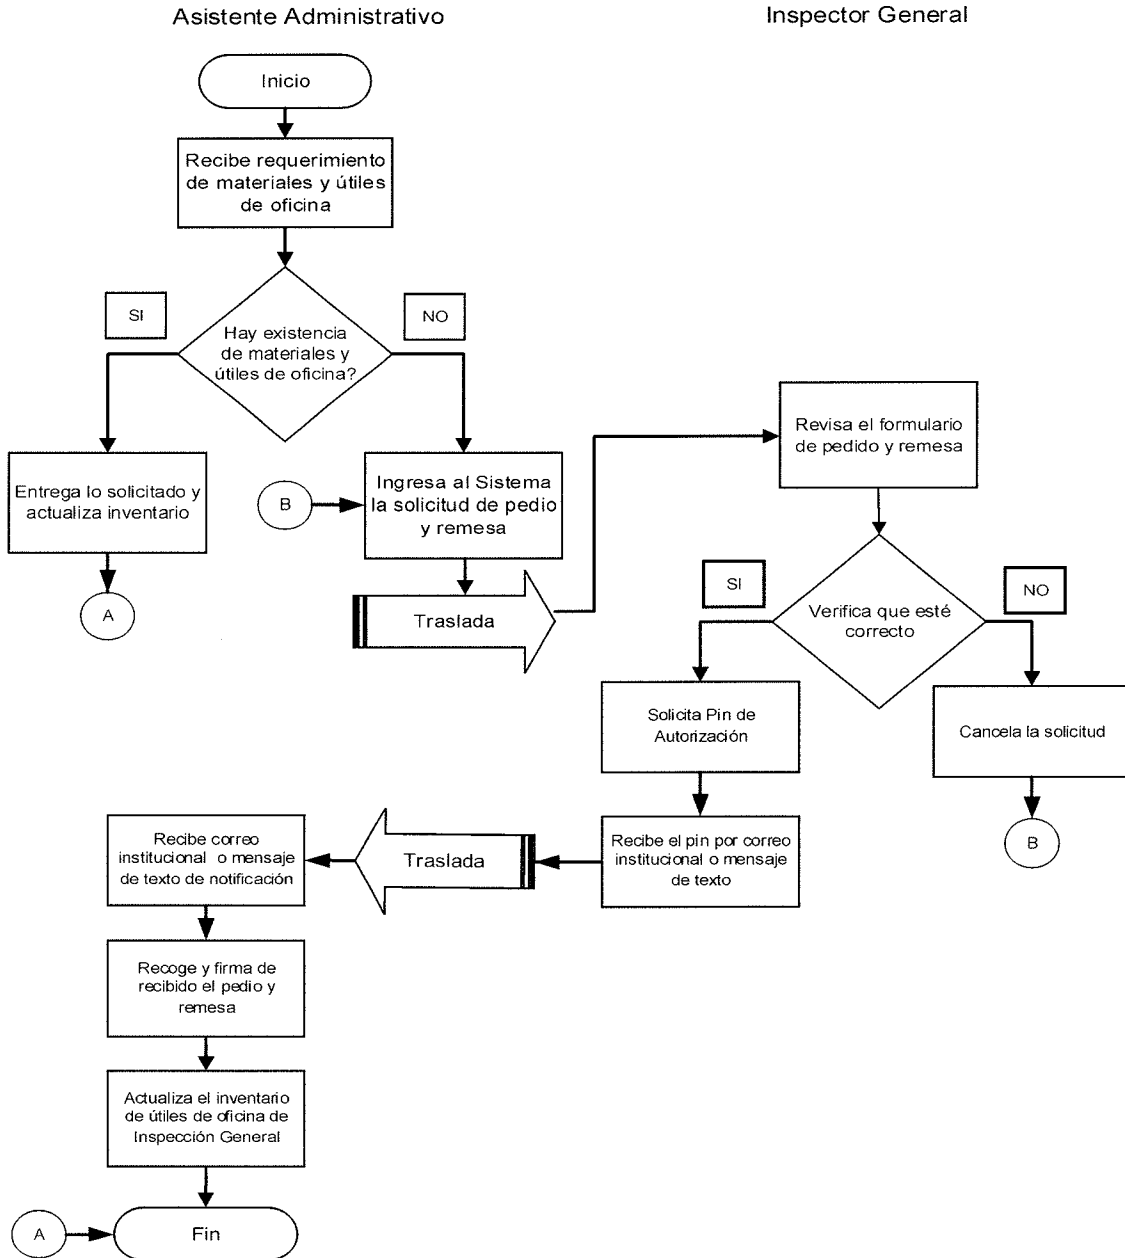 Asistente Administrativo
Inspector General
Inicio
Recibe requerimiento
de materiales y útiles
de oficina
SI
NO
Hay existencia
de materiales y
útiles de oficina?
Entrega lo solicitado y
actualiza inventario
A
B
Ingresa al Sistema
la solicitud de pedio
y remesa
Traslada
Revisa el formulario
de pedido y remesa
SI
NO
Verifica que esté
correcto
Solicita Pin de
Autorización
Cancela la solicitud
B
Recibe el pin por correo
institucional o mensaje
de texto
Traslada
Recibe correo
institucional o mensaje
de texto de notificación
Recoge y firma de
recibido el pedio y
remesa
Actualiza el inventario
de útiles de oficina de
Inspección General
A
Fin